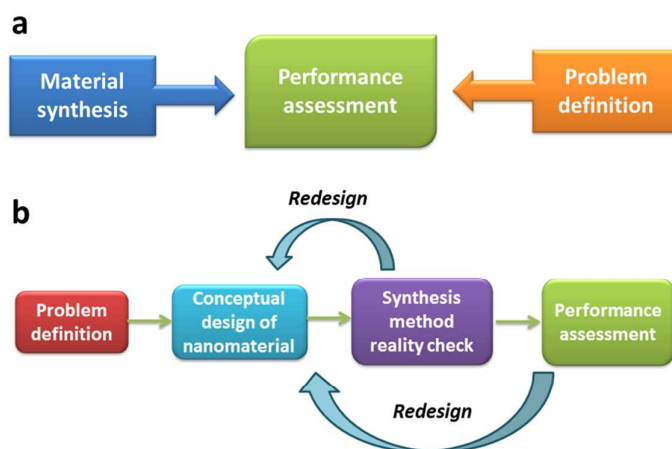 a
Material
synthesis
Performance
assessment
Problem
definition
b
Redesign
Problem
definition
Conceptual
design of
nanomaterial
Synthesis
method
reality check
Performance
assessment
Redesign